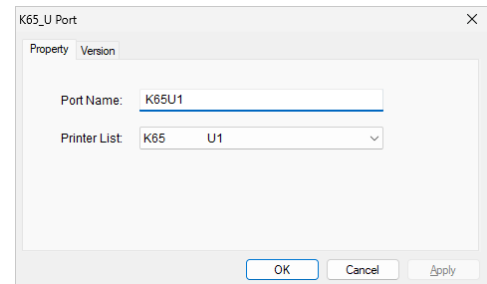 K65_U Port
Property Version
Port Name: K65U1
Printer List: K65 U1
OK Cancel Apply